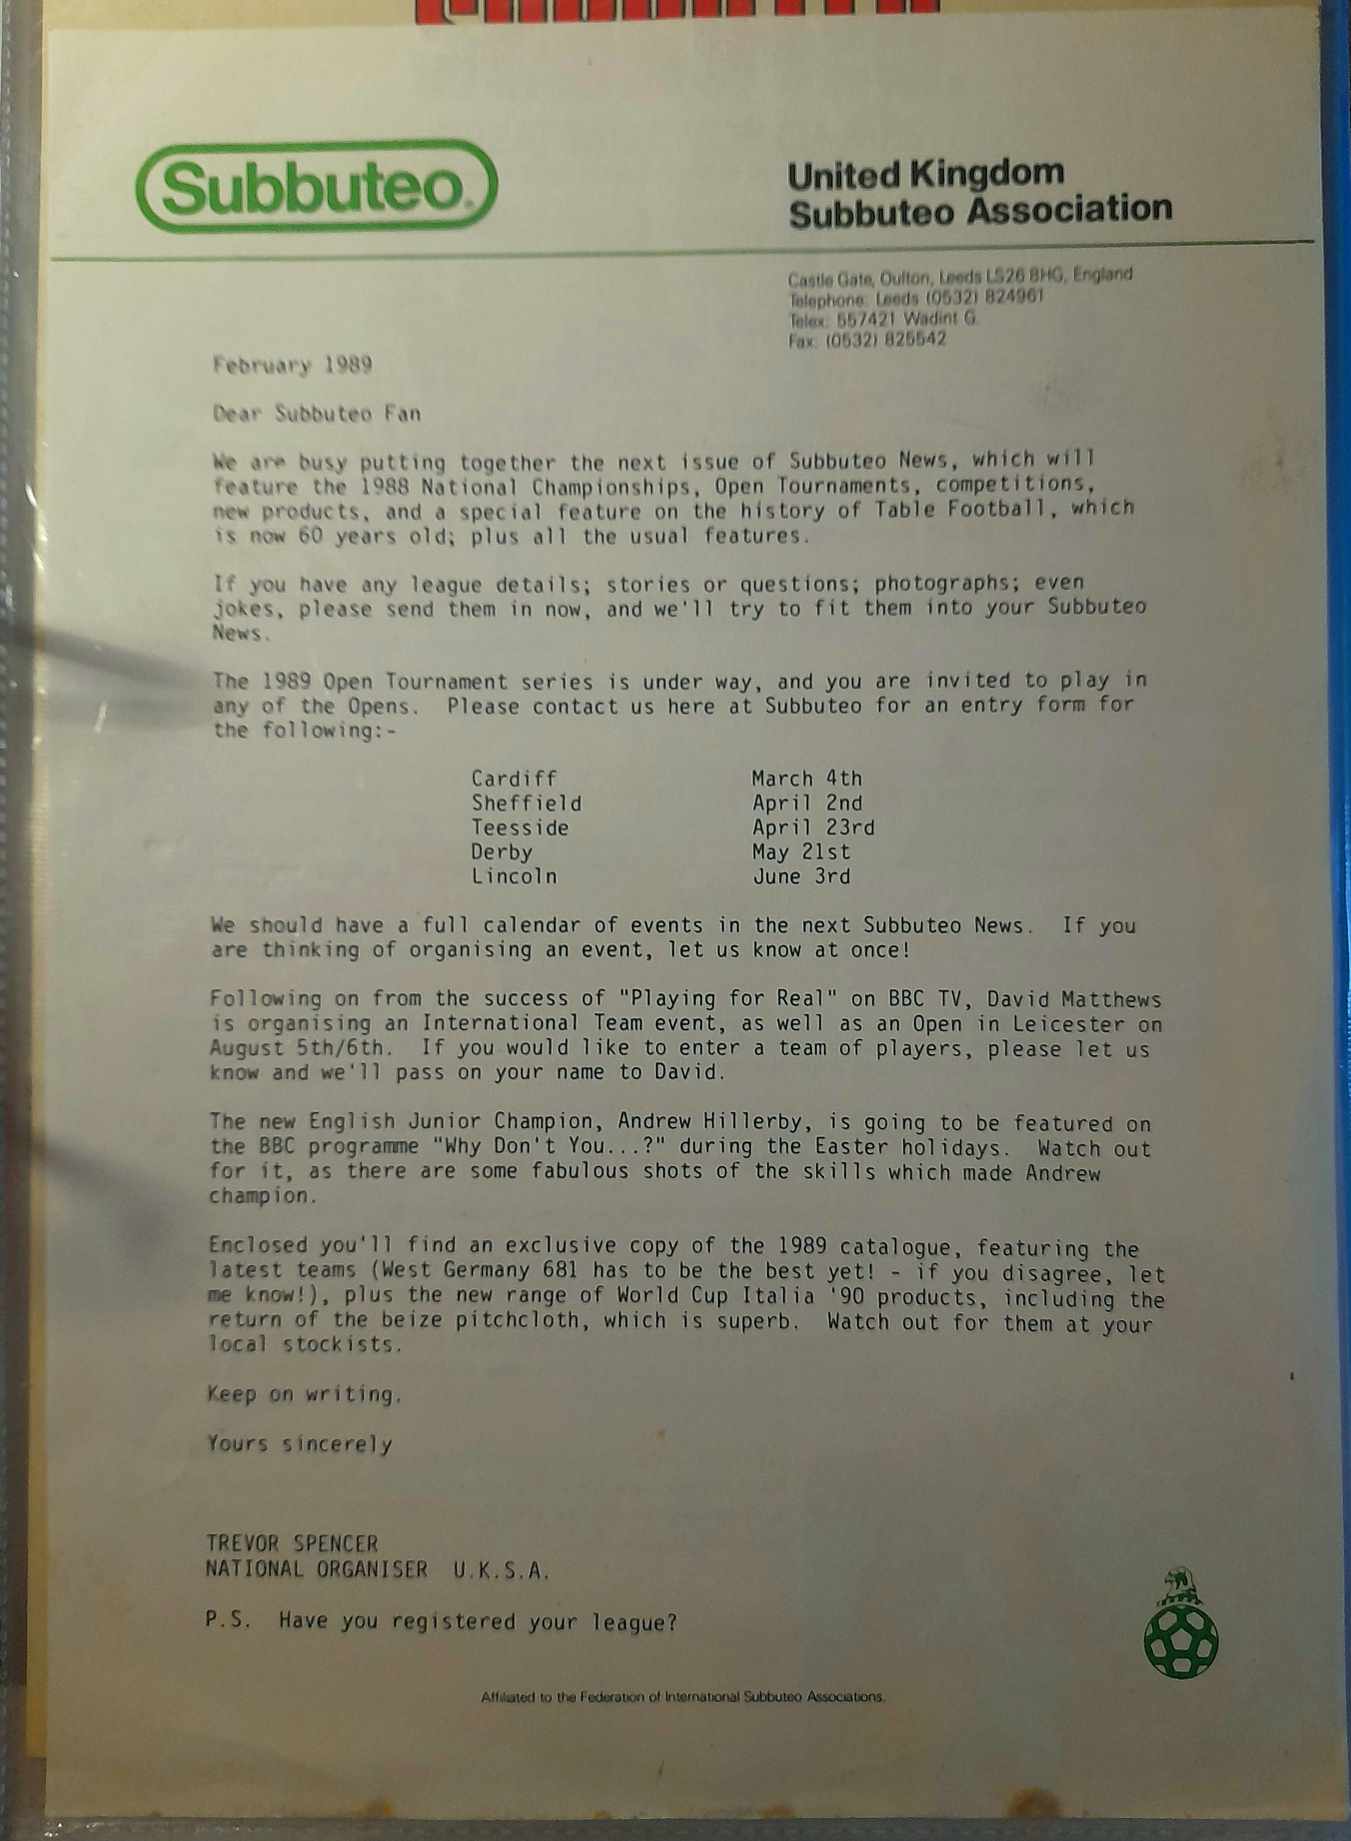 Subbuteo
United Kingdom
Subbuteo Association
Castle Gate, Oulton, Leeds LS26 8HG, England
Telephone: Leeds (0532) 824961
Telex: 557421 Wadint G.
Fax: (0532) 825542
February 1989
Dear Subbuteo Fan
We are busy putting together the next issue of Subbuteo News, which will
feature the 1988 National Championships, Open Tournaments, competitions,
new products, and a special feature on the history of Table Football, which
is now 60 years old; plus all the usual features.
If you have any league details; stories or questions; photographs; even
jokes, please send them in now, and we'll try to fit them into your Subbuteo
News.
The 1989 Open Tournament series is under way, and you are invited to play in
any of the Opens. Please contact us here at Subbuteo for an entry form for
the following:-
Cardiff March 4th
Sheffield April 2nd
Teesside April 23rd
Derby May 21st
Lincoln June 3rd
We should have a full calendar of events in the next Subbuteo News. If you
are thinking of organising an event, let us know at once!
Following on from the success of "Playing for Real" on BBC TV, David Matthews
is organising an International Team event, as well as an Open in Leicester on
August 5th/6th. If you would like to enter a team of players, please let us
know and we'll pass on your name to David.
The new English Junior Champion, Andrew Hillerby, is going to be featured on
the BBC programme "Why Don't You...?" during the Easter holidays. Watch out
for it, as there are some fabulous shots of the skills which made Andrew
champion.
Enclosed you'll find an exclusive copy of the 1989 catalogue, featuring the
latest teams (West Germany 681 has to be the best yet! - if you disagree, let
me know!), plus the new range of World Cup Italia '90 products, including the
return of the beize pitchcloth, which is superb. Watch out for them at your
local stockists.
Keep on writing.
Yours sincerely
TREVOR SPENCER
NATIONAL ORGANISER U.K.S.A.
P.S. Have you registered your league?
Affiliated to the Federation of International Subbuteo Associations.